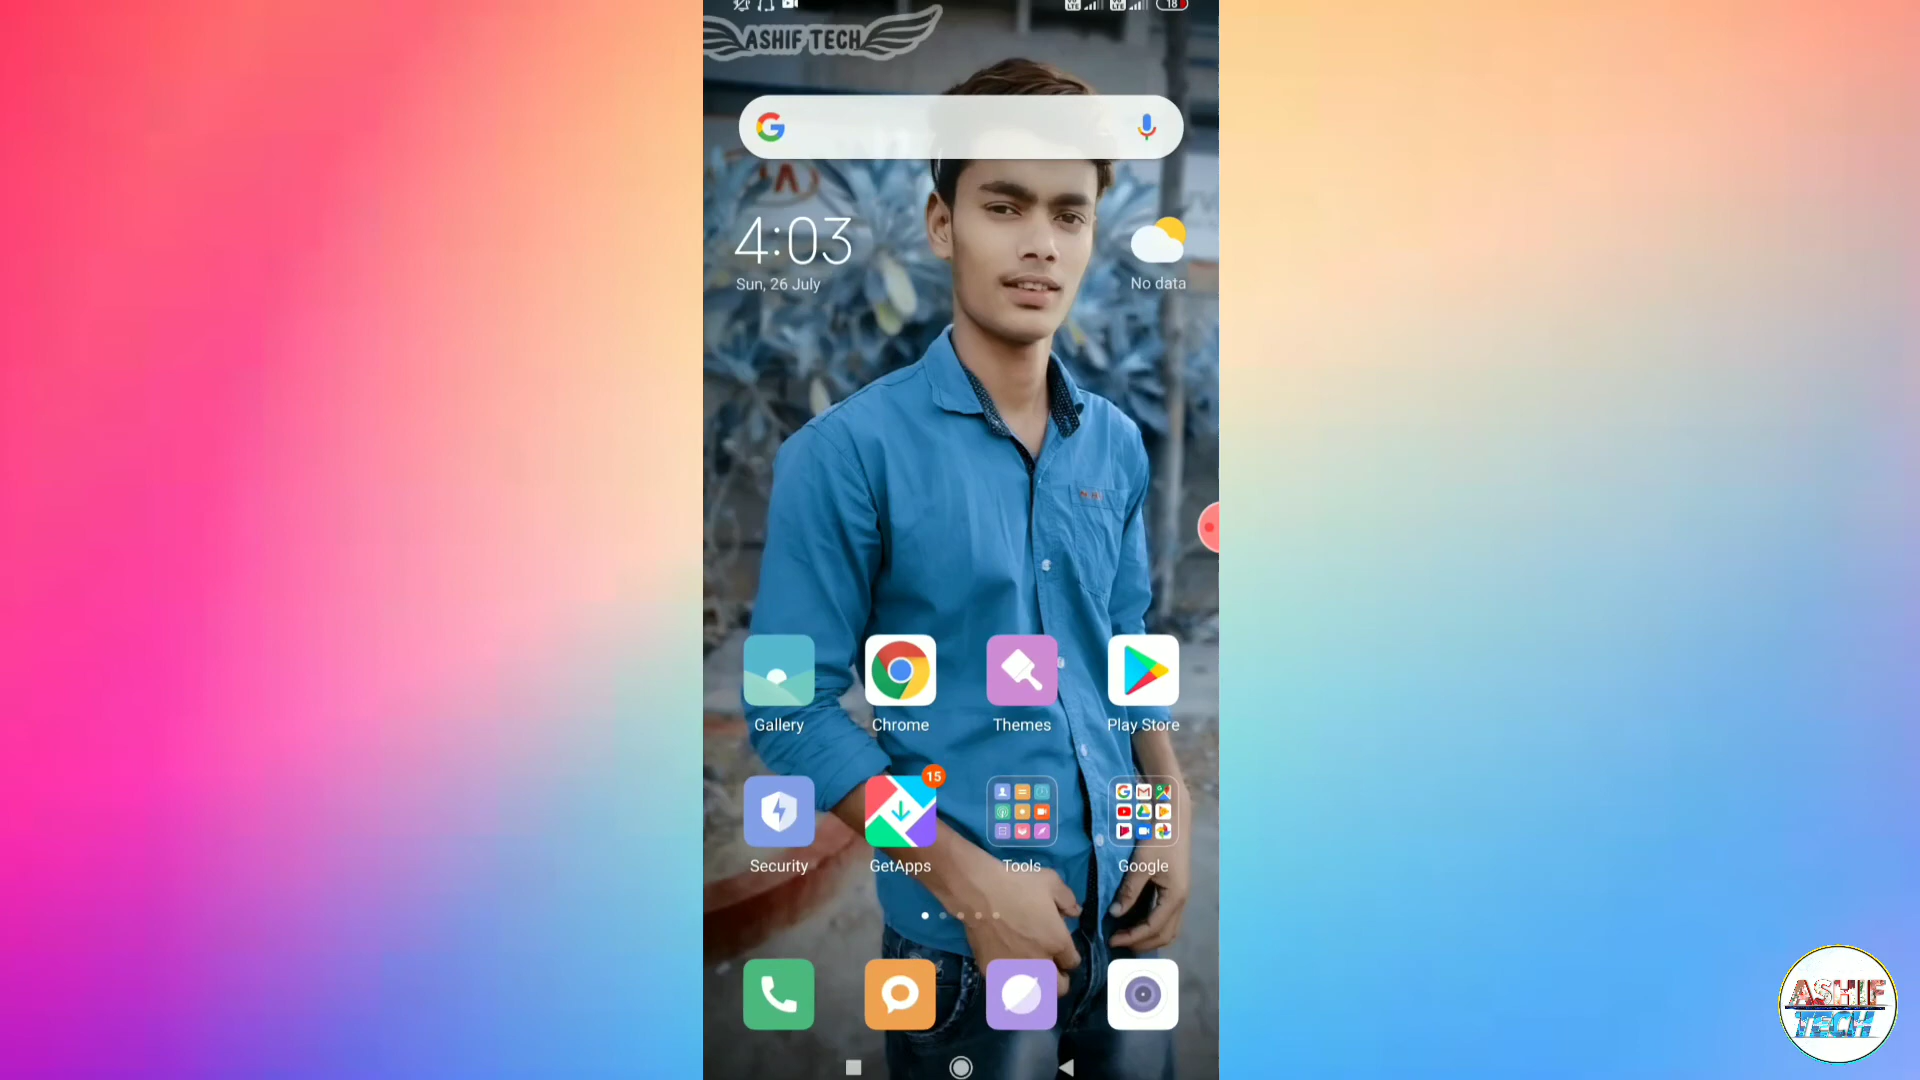 18
ASHIF TECH
4:03
Sun, 26 July
No data
Gallery
Chrome
Themes
Play Store
15
Security
GetApps
Tools
Google
ASHIF
TECH